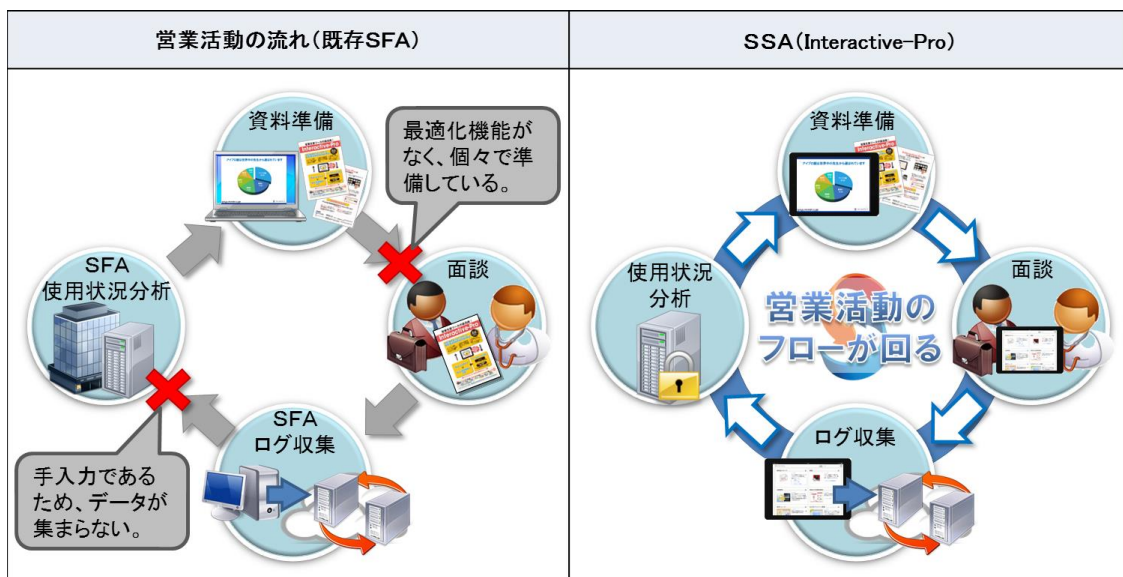 営業活動の流れ(既存SFA)
SSA(Interactive-Pro)
資料準備
Interactive-Pro
最適化機能が
なく、個々で準
備している。
SFA
使用状況分析
面談
Interactive-Pro
SFA
ログ収集
手入力である
ため、データが
集まらない。
資料準備
使用状況
分析
面談
営業活動の
フローが回る
ログ収集